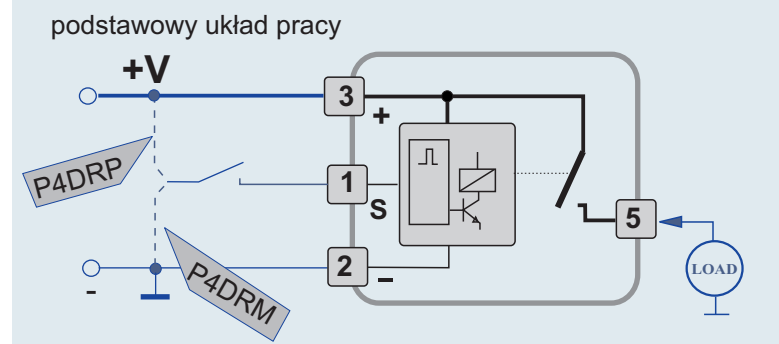 podstawowy układ pracy
+V
3
+
P4DRP
1
S
5
2
–
-
P4DRM
LOAD